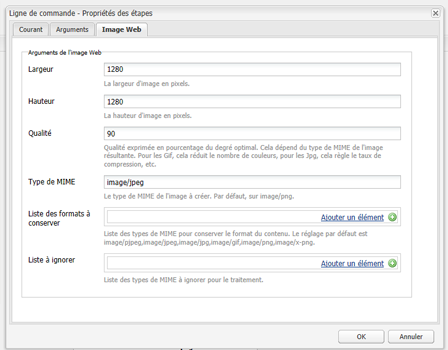 Ligne de commande - Propriétés des étapes
Courant Arguments Image Web
Arguments de l'image Web
Largeur 1280
La largeur d'image en pixels.
Hauteur 1280
La hauteur d'image en pixels.
Qualité 90
Qualité exprimée en pourcentage du degré optimal. Cela dépend du type de MIME de l'image
résultante. Pour les Gif, cela réduit le nombre de couleurs, pour les Jpg, cela règle le taux de
compression, etc.
Type de MIME image/jpeg
Le type de MIME de l'image à créer. Par défaut, sur image/png.
Liste des formats à
conserver Ajouter un élément
Liste des types de MIME pour conserver le format du contenu. Le réglage par défaut est
image/pjpeg,image/jpeg,image/jpg,image/gif,image/png,image/x-png.
Liste à ignorer Ajouter un élément
Liste des types de MIME à ignorer pour le traitement.
OK Annuler